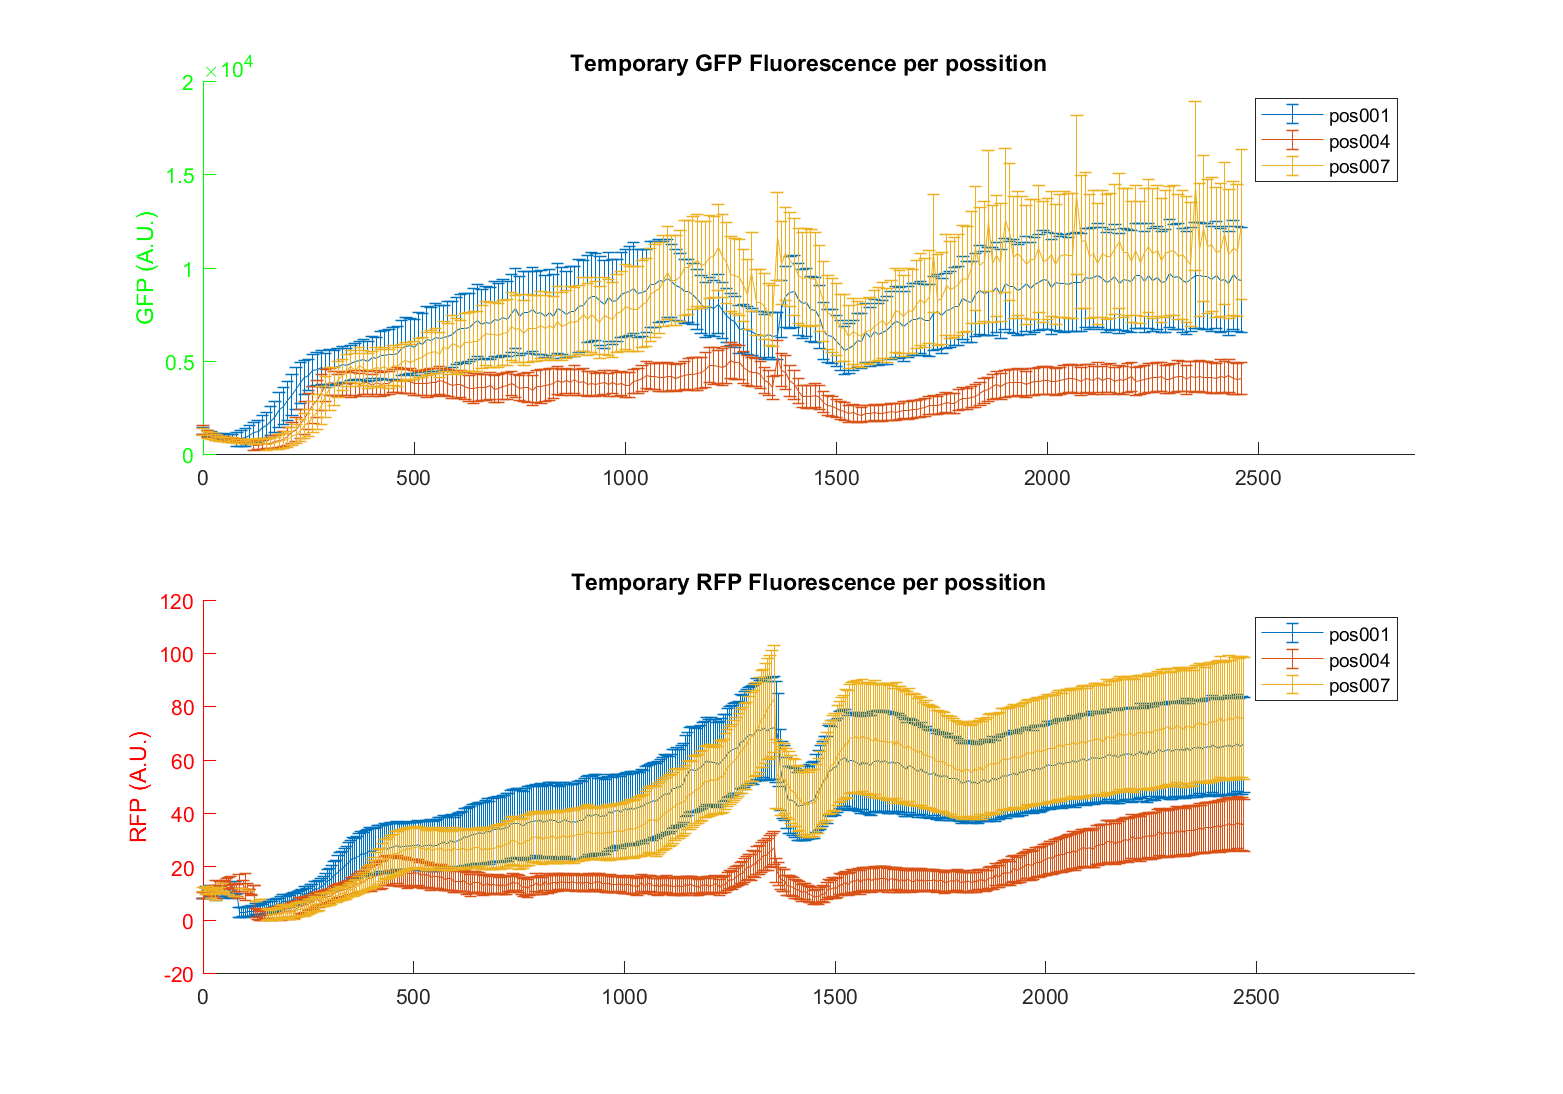 Temporary GFP Fluorescence per possition
×10^4
2
1.5
1
0.5
0
GFP (A.U.)
0 500 1000 1500 2000 2500
pos001
pos004
pos007
Temporary RFP Fluorescence per possition
120
100
80
60
40
20
0
-20
RFP (A.U.)
0 500 1000 1500 2000 2500
pos001
pos004
pos007